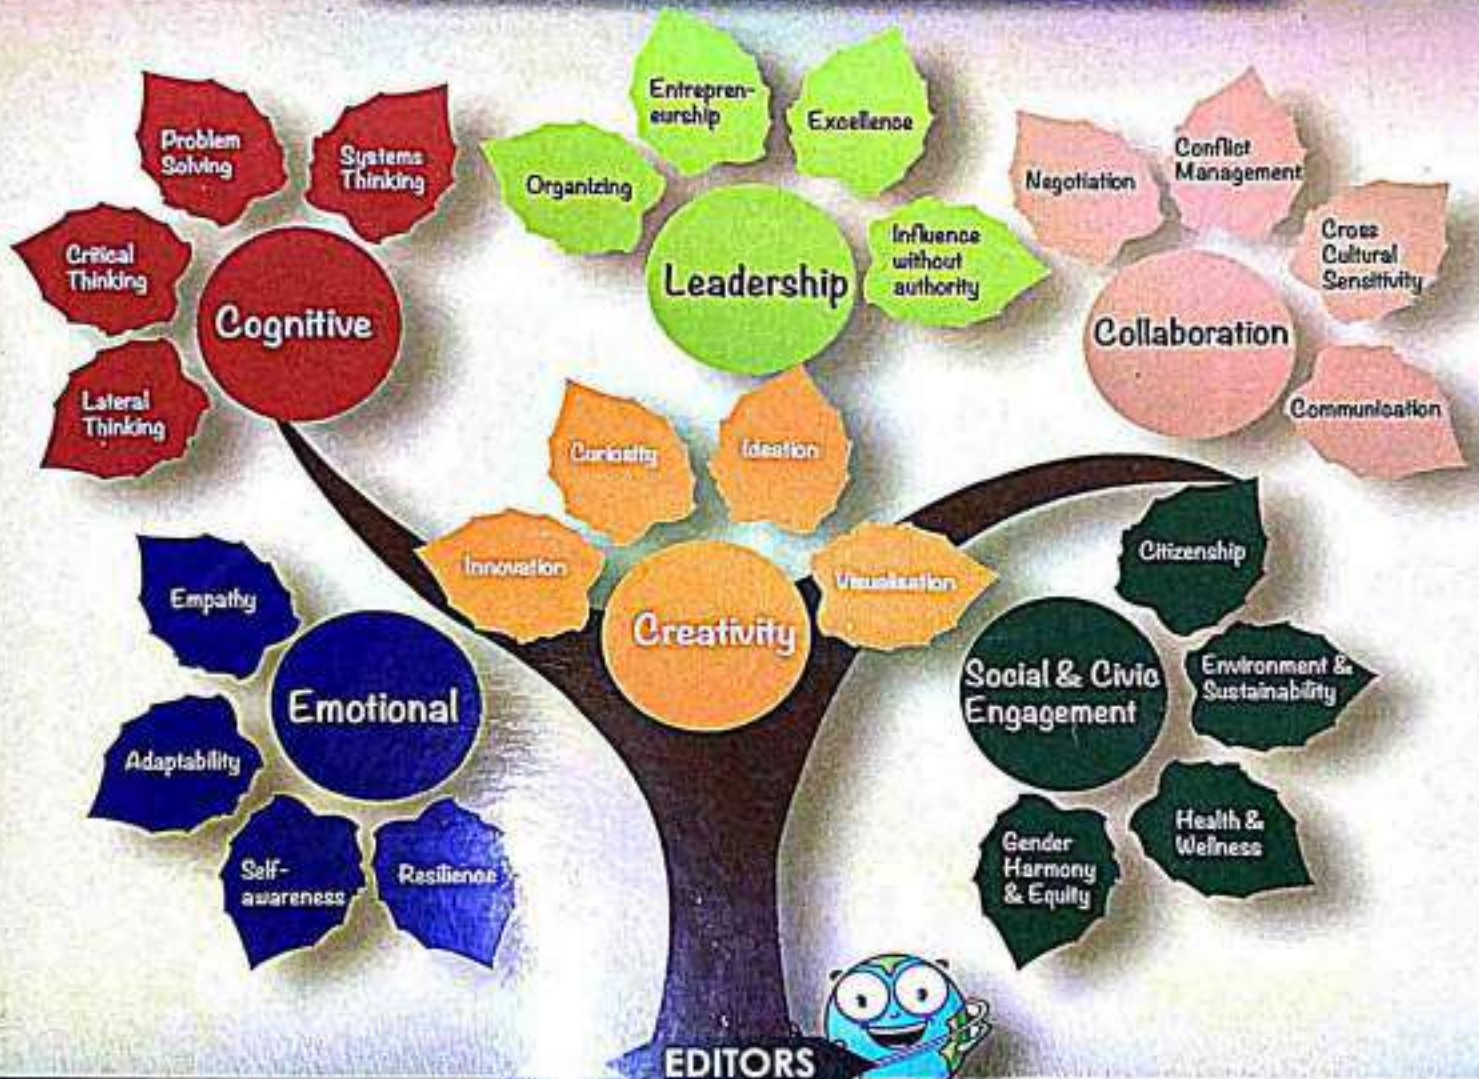 Problem
Solving
Systems
Thinking
Critical
Thinking
Lateral
Thinking
Cognitive
Entrepren-
eurship
Excellence
Organizing
Influence
without
authority
Leadership
Negotiation
Conflict
Management
Cross
Cultural
Sensitivity
Communication
Collaboration
Curiosity
Ideation
Innovation
Visualisation
Creativity
Empathy
Adaptability
Self-
awareness
Resilience
Emotional
Citizenship
Environment &
Sustainability
Health &
Wellness
Gender
Harmony
& Equity
Social & Civic
Engagement
EDITORS